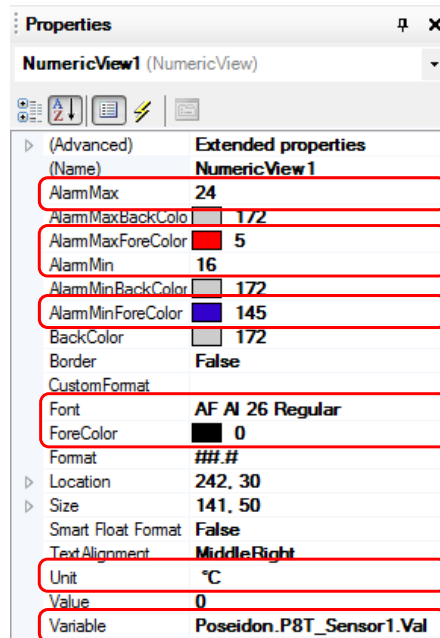 Properties
NumericView1 (NumericView)
(Advanced) Extended properties
(Name) NumericView1
AlarmMax 24
AlarmMaxBackColo 172
AlarmMaxForeColor 5
AlarmMin 16
AlarmMinBackColor 172
AlarmMinForeColor 145
BackColor 172
Border False
CustomFormat
Font AF Al 26 Regular
ForeColor 0
Format ###.#
Location 242, 30
Size 141, 50
Smart Float Format False
TextAlignment MiddleRight
Unit °C
Value 0
Variable Poseidon.P8T_Sensor1.Val